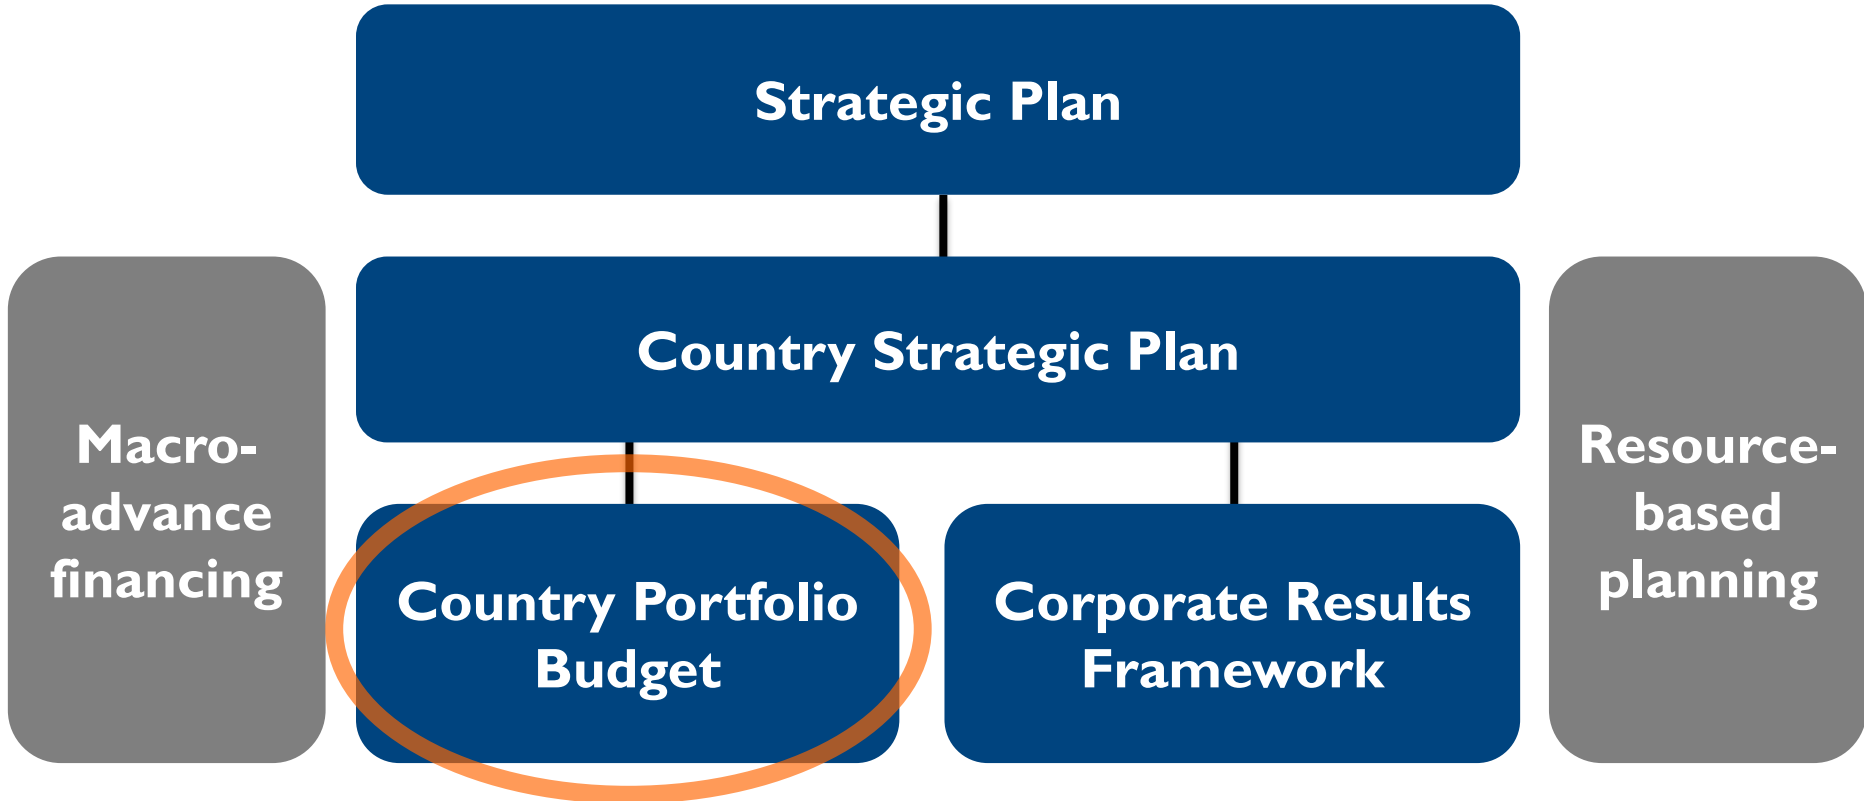 Strategic Plan
Country Strategic Plan
Macro-
advance
financing
Resource-
based
planning
Country Portfolio
Budget
Corporate Results
Framework